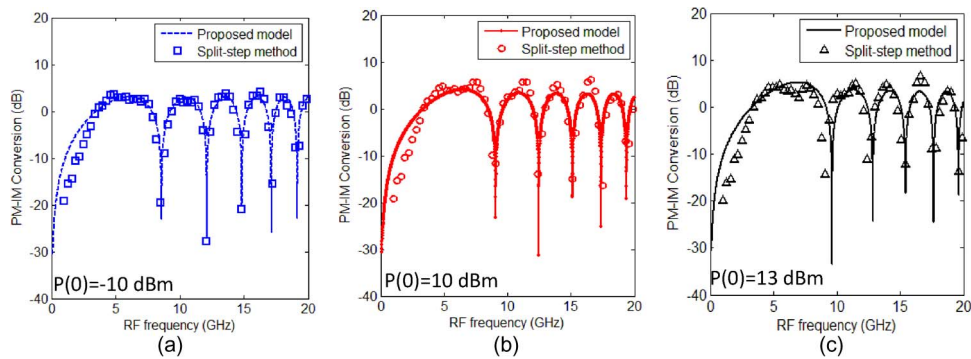 20
10
0
-10
-20
-30
-40
PM-IM Conversion (dB)
Proposed model
Split-step method
P(0)=-10 dBm
0 5 10 15 20
RF frequency (GHz)
(a)
20
10
0
-10
-20
-30
-40
PM-IM Conversion (dB)
Proposed model
Split-step method
P(0)=10 dBm
0 5 10 15 20
RF frequency (GHz)
(b)
20
10
0
-10
-20
-30
-40
PM-IM Conversion (dB)
Proposed model
Split-step method
P(0)=13 dBm
0 5 10 15 20
RF frequency (GHz)
(c)